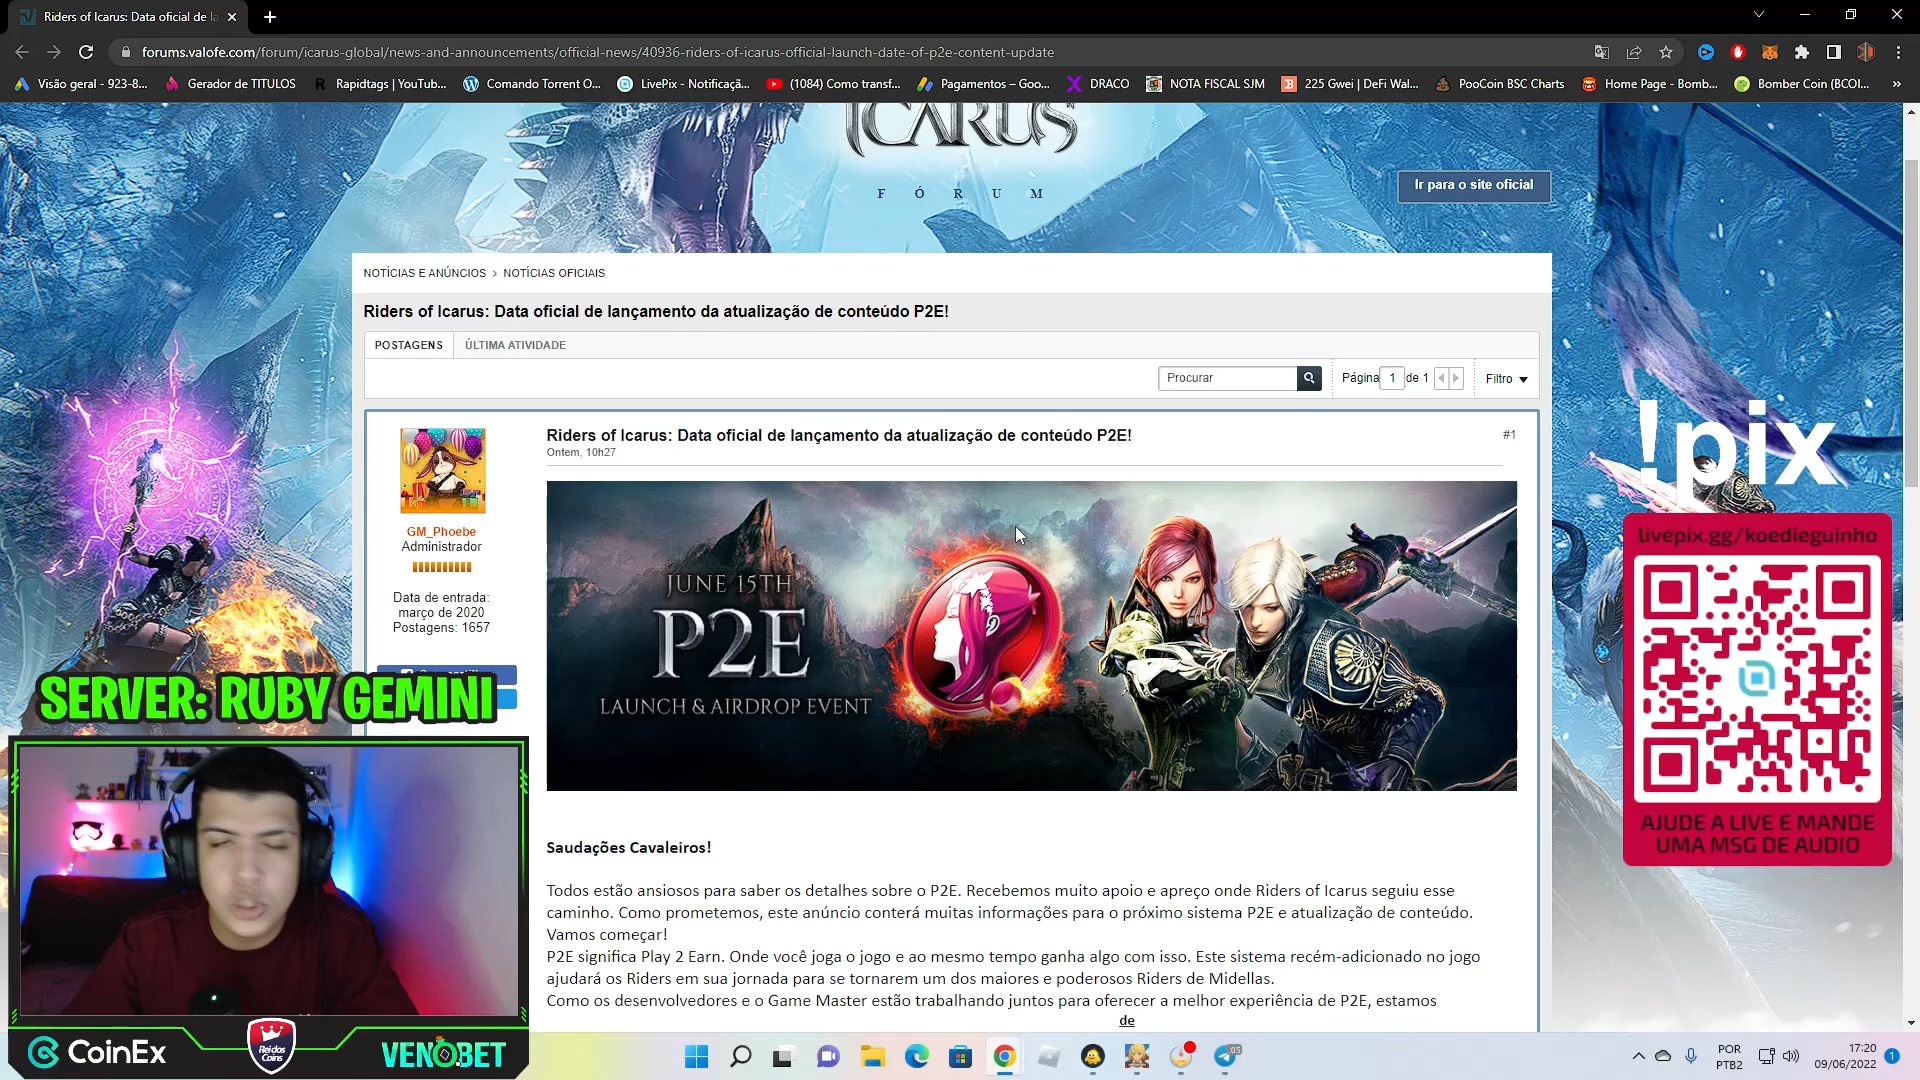 Riders of Icarus: Data oficial de la
forums.valofe.com/forum/icarus-global/news-and-announcements/official-news/40936-riders-of-icarus-official-launch-date-of-p2e-content-update
Visão geral - 923-8... Gerador de TITULOS Rapidtags | YouTub... Comando Torrent O... LivePix - Notificaçã... (1084) Como transf... Pagamentos – Goo... DRACO NOTA FISCAL SJM 225 Gwei | DeFi Wal... PooCoin BSC Charts Home Page - Bomb... Bomber Coin (BCOI... »
ICARUS
FÓRUM
Ir para o site oficial
NOTÍCIAS E ANÚNCIOS > NOTÍCIAS OFICIAIS
Riders of Icarus: Data oficial de lançamento da atualização de conteúdo P2E!
POSTAGENS ÚLTIMA ATIVIDADE
Procurar Página 1 de 1 Filtro
Riders of Icarus: Data oficial de lançamento da atualização de conteúdo P2E! #1
Ontem, 10h27
GM_Phoebe
Administrador
Data de entrada:
março de 2020
Postagens: 1657
JUNE 15TH
P2E
LAUNCH & AIRDROP EVENT
!pix
livepix.gg/koedieguinho
AJUDE A LIVE E MANDE
UMA MSG DE AUDIO
SERVER: RUBY GEMINI
Saudações Cavaleiros!
Todos estão ansiosos para saber os detalhes sobre o P2E. Recebemos muito apoio e apreço onde Riders of Icarus seguiu esse
caminho. Como prometemos, este anúncio conterá muitas informações para o próximo sistema P2E e atualização de conteúdo.
Vamos começar!
P2E significa Play 2 Earn. Onde você joga o jogo e ao mesmo tempo ganha algo com isso. Este sistema recém-adicionado no jogo
ajudará os Riders em sua jornada para se tornarem um dos maiores e poderosos Riders de Midellas.
Como os desenvolvedores e o Game Master estão trabalhando juntos para oferecer a melhor experiência de P2E, estamos
de
CoinEx
Rei dos
Coins
VENOBET
05
POR
PTB2
17:20
09/06/2022
1